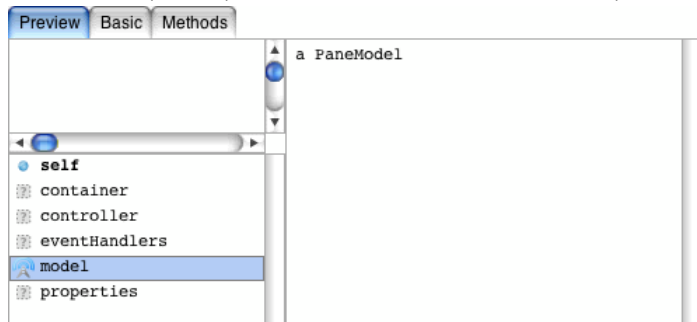 Preview Basic Methods
a PaneModel
self
container
controller
eventHandlers
model
properties